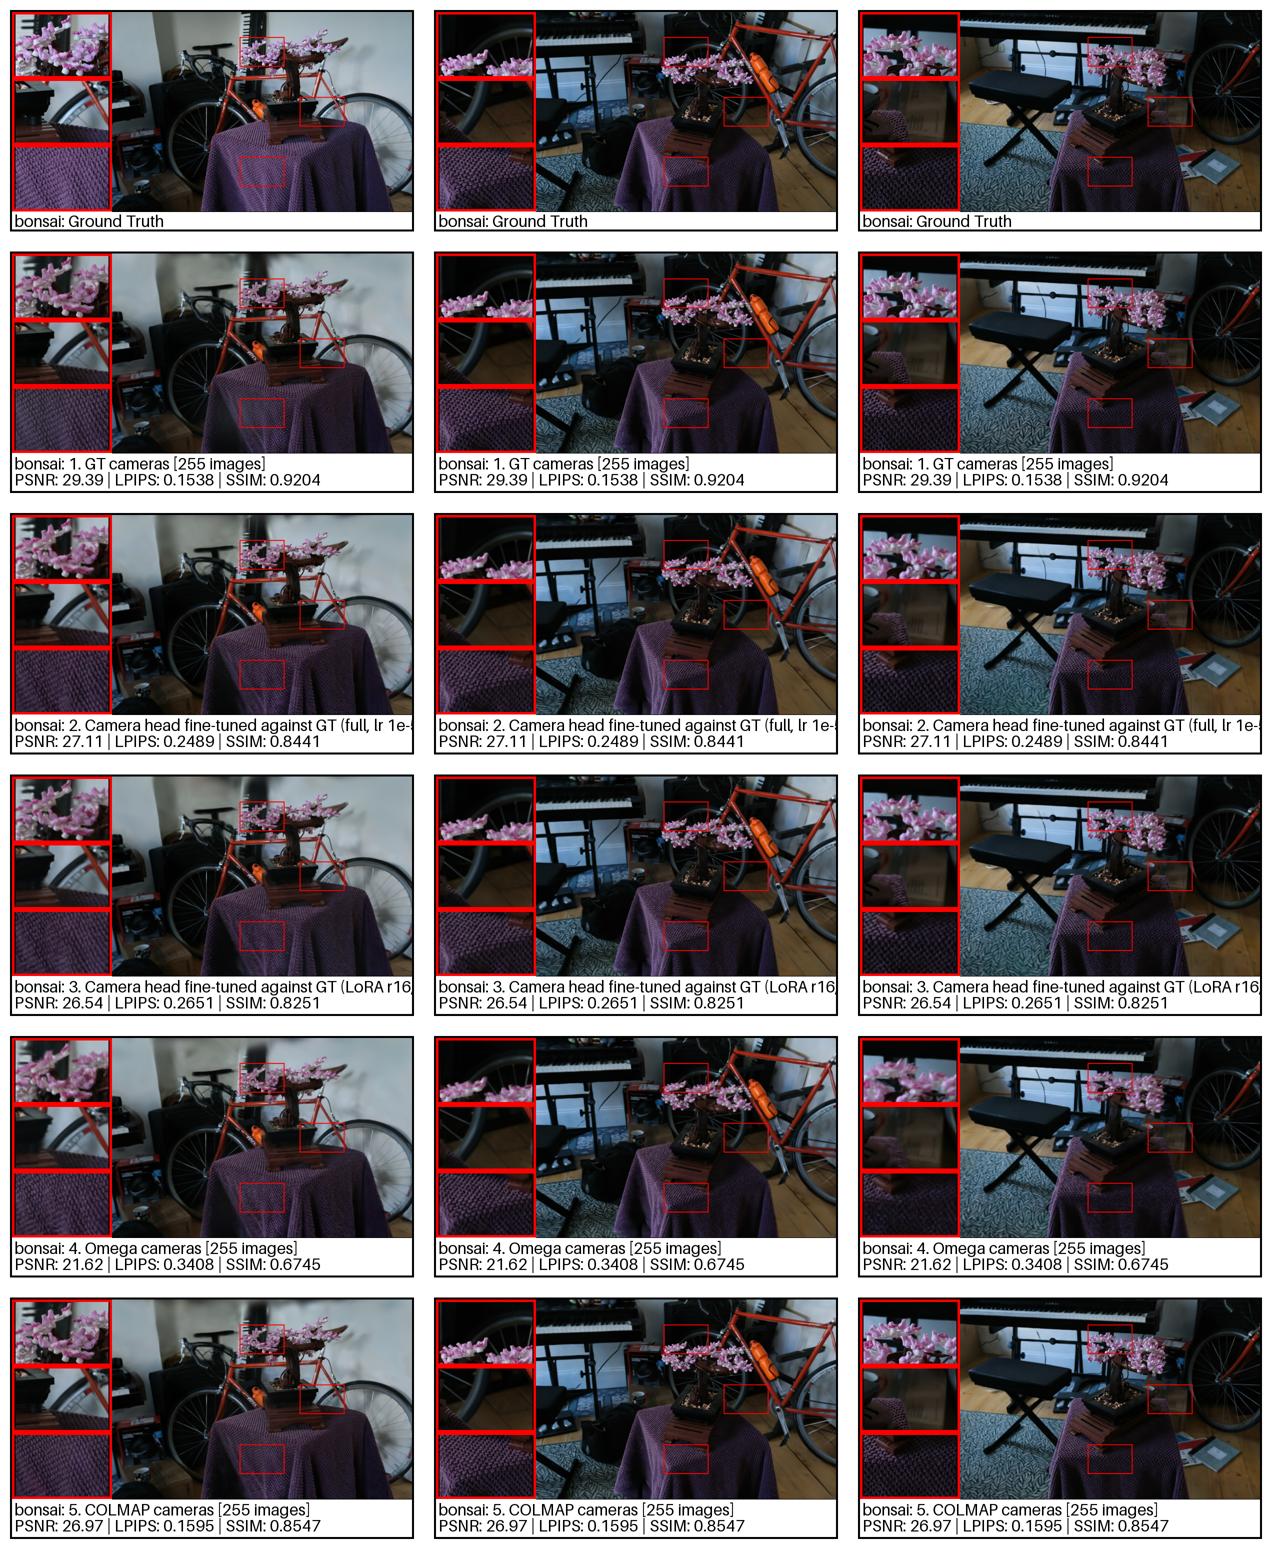 bonsai: Ground Truth
bonsai: Ground Truth
bonsai: Ground Truth
bonsai: 1. GT cameras [255 images]
PSNR: 29.39 | LPIPS: 0.1538 | SSIM: 0.9204
bonsai: 1. GT cameras [255 images]
PSNR: 29.39 | LPIPS: 0.1538 | SSIM: 0.9204
bonsai: 1. GT cameras [255 images]
PSNR: 29.39 | LPIPS: 0.1538 | SSIM: 0.9204
bonsai: 2. Camera head fine-tuned against GT (full, lr 1e-
PSNR: 27.11 | LPIPS: 0.2489 | SSIM: 0.8441
bonsai: 2. Camera head fine-tuned against GT (full, lr 1e-
PSNR: 27.11 | LPIPS: 0.2489 | SSIM: 0.8441
bonsai: 2. Camera head fine-tuned against GT (full, lr 1e-
PSNR: 27.11 | LPIPS: 0.2489 | SSIM: 0.8441
bonsai: 3. Camera head fine-tuned against GT (LoRA r16,
PSNR: 26.54 | LPIPS: 0.2651 | SSIM: 0.8251
bonsai: 3. Camera head fine-tuned against GT (LoRA r16,
PSNR: 26.54 | LPIPS: 0.2651 | SSIM: 0.8251
bonsai: 3. Camera head fine-tuned against GT (LoRA r16,
PSNR: 26.54 | LPIPS: 0.2651 | SSIM: 0.8251
bonsai: 4. Omega cameras [255 images]
PSNR: 21.62 | LPIPS: 0.3408 | SSIM: 0.6745
bonsai: 4. Omega cameras [255 images]
PSNR: 21.62 | LPIPS: 0.3408 | SSIM: 0.6745
bonsai: 4. Omega cameras [255 images]
PSNR: 21.62 | LPIPS: 0.3408 | SSIM: 0.6745
bonsai: 5. COLMAP cameras [255 images]
PSNR: 26.97 | LPIPS: 0.1595 | SSIM: 0.8547
bonsai: 5. COLMAP cameras [255 images]
PSNR: 26.97 | LPIPS: 0.1595 | SSIM: 0.8547
bonsai: 5. COLMAP cameras [255 images]
PSNR: 26.97 | LPIPS: 0.1595 | SSIM: 0.8547